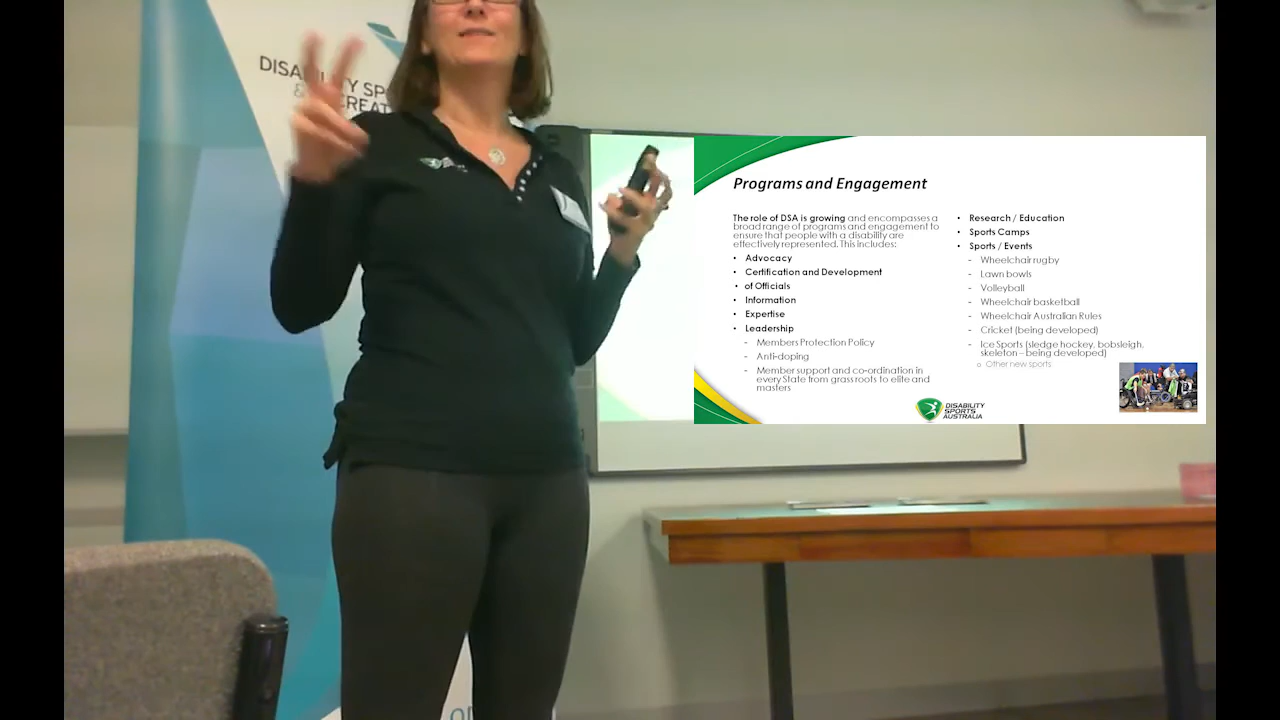 DISABILITY SPO
& RECREAT
Programs and Engagement
The role of DSA is growing and encompasses a
broad range of programs and engagement to
ensure that people with a disability are
effectively represented. This includes:
• Advocacy
• Certification and Development
• of Officials
• Information
• Expertise
• Leadership
- Members Protection Policy
- Anti-doping
- Member support and co-ordination in
every State from grass roots to elite and
masters
• Research / Education
• Sports Camps
• Sports / Events
- Wheelchair rugby
- Lawn bowls
- Volleyball
- Wheelchair basketball
- Wheelchair Australian Rules
- Cricket (being developed)
- Ice Sports (sledge hockey, bobsleigh,
skeleton – being developed)
o Other new sports
DISABILITY
SPORTS
AUSTRALIA